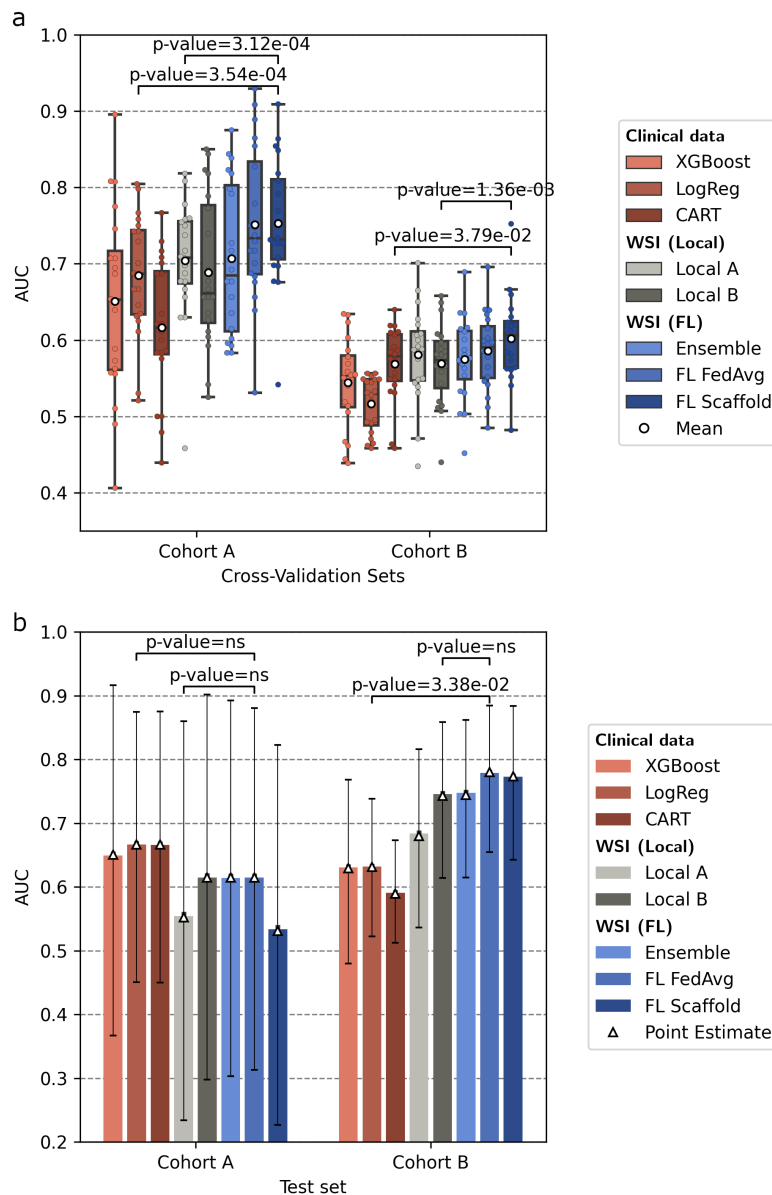 a
1.0
0.9
0.8
0.7
0.6
0.5
0.4
AUC
p-value=3.12e-04
p-value=3.54e-04
p-value=1.36e-03
p-value=3.79e-02
Cohort A
Cohort B
Cross-Validation Sets
Clinical data
XGBoost
LogReg
CART
WSI (Local)
Local A
Local B
WSI (FL)
Ensemble
FL FedAvg
FL Scaffold
Mean
b
1.0
0.9
0.8
0.7
0.6
0.5
0.4
0.3
0.2
AUC
p-value=ns
p-value=ns
p-value=ns
p-value=3.38e-02
Cohort A
Cohort B
Test set
Clinical data
XGBoost
LogReg
CART
WSI (Local)
Local A
Local B
WSI (FL)
Ensemble
FL FedAvg
FL Scaffold
Point Estimate